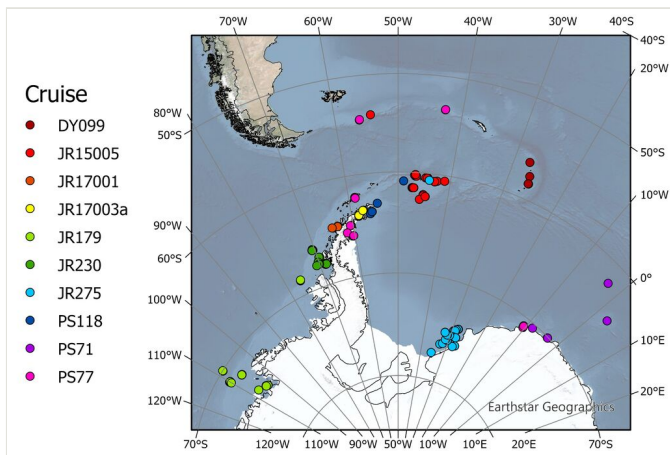 70°W 60°W 50°W 40°W 30°W 40°S
40°S
20°W
Cruise
DY099
JR15005
JR17001
JR17003a
JR179
JR230
JR275
PS118
PS71
PS77
80°W
50°S
90°W
60°S
100°W
110°W
120°W
50°S
10°W
0°
10°E
20°E
Earthstar Geographics
70°S 120°W 110°W 90°W 50°W 10°W 10°E 20°E 70°S